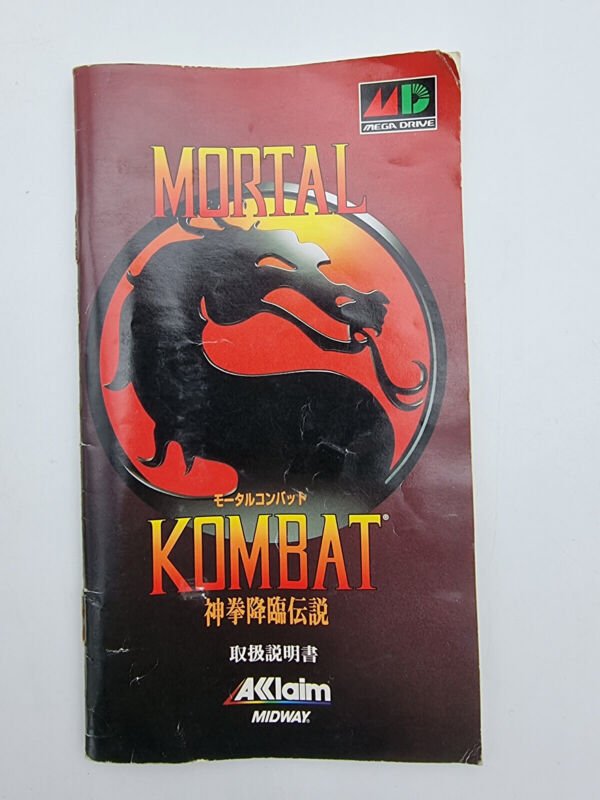 MD
MEGA DRIVE
MORTAL
モータルコンバット
KOMBAT®
神拳降臨伝説
取扱説明書
AKlaim
MIDWAY®